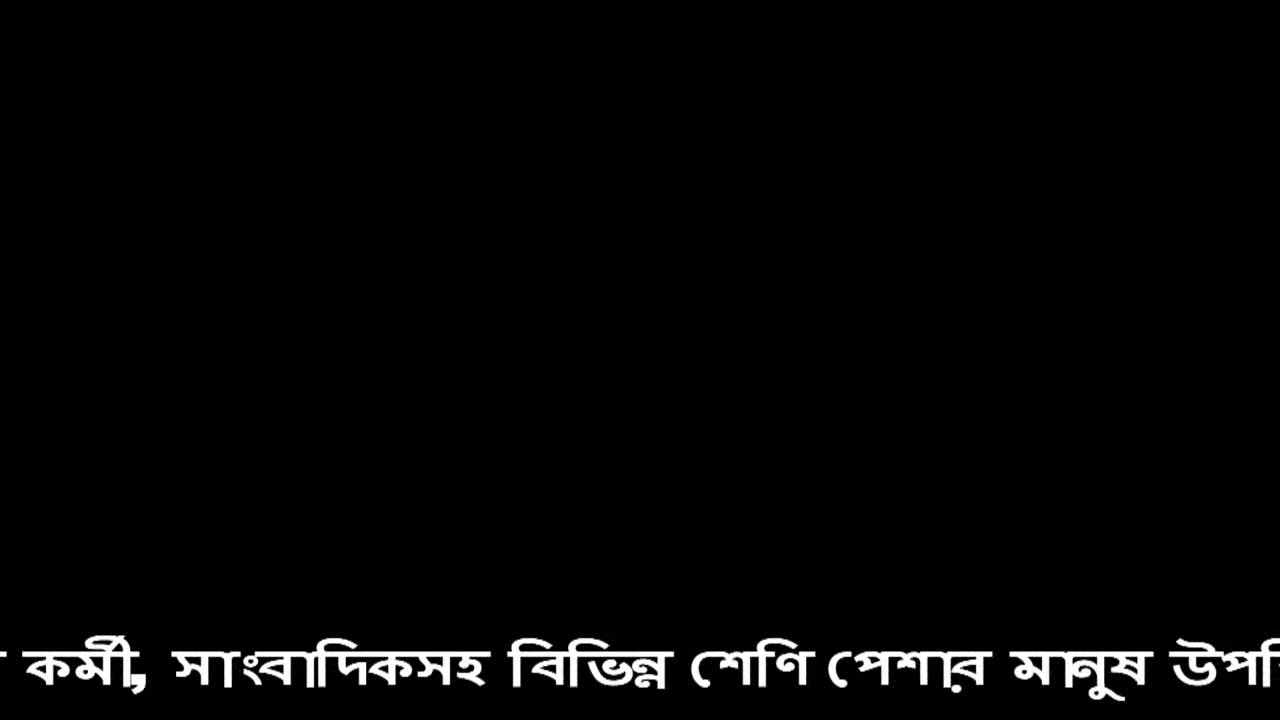 কর্মী, সাংবাদিকসহ বিভিন্ন শেণি পেশার মানুষ